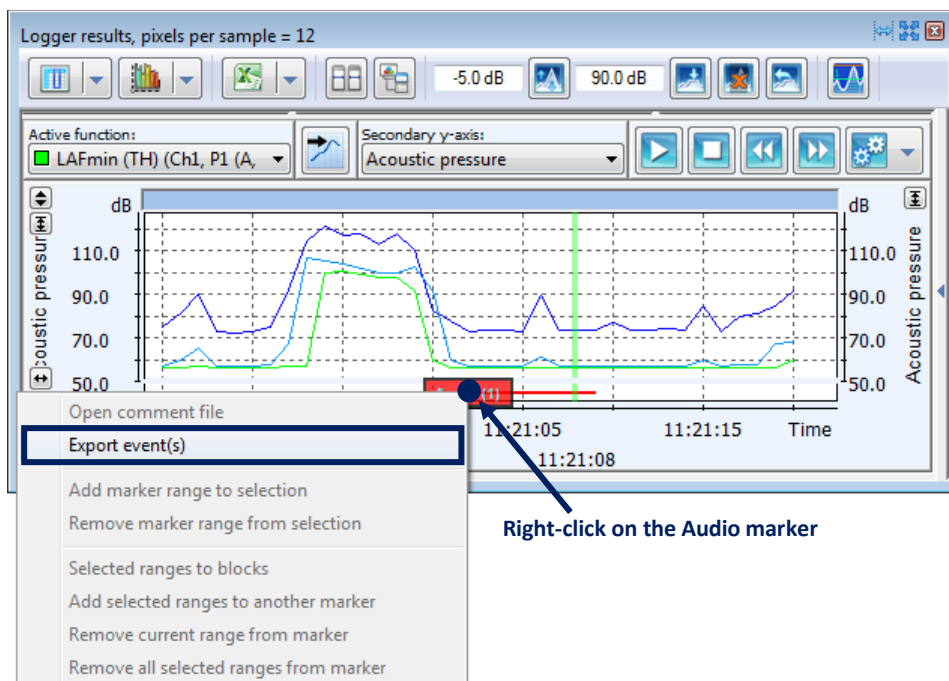 Logger results, pixels per sample = 12
-5.0 dB
90.0 dB
Active function:
LAFmin (TH) (Ch1, P1 (A,
Secondary y-axis:
Acoustic pressure
dB
dB
110.0
110.0
90.0
90.0
70.0
70.0
50.0
50.0
Acoustic pressure
(1)
11:21:05
11:21:15
Time
11:21:08
Open comment file
Export event(s)
Add marker range to selection
Remove marker range from selection
Selected ranges to blocks
Add selected ranges to another marker
Remove current range from marker
Remove all selected ranges from marker
Right-click on the Audio marker